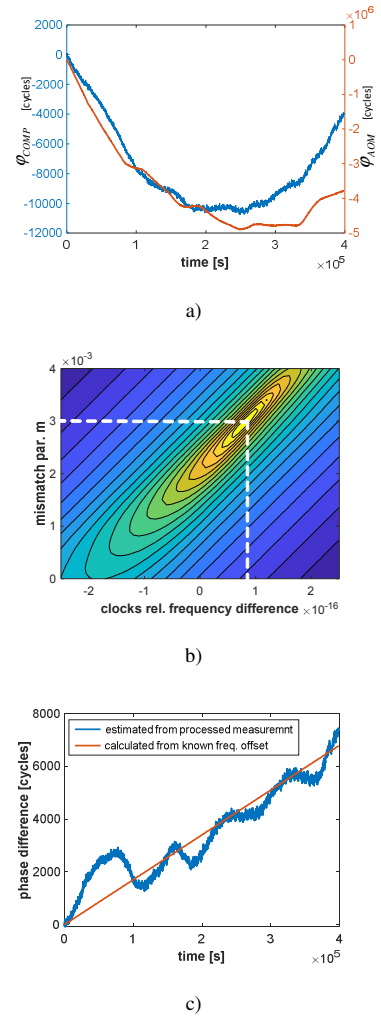 2000
0
-2000
-4000
-6000
-8000
-10000
-12000
φCOMP [cycles]
×10^6
1
0
-1
-2
-3
-4
-5
φAOM [cycles]
0 1 2 3 4
time [s] ×10^5
a)
×10^-3
4
3
2
1
0
mismatch par. m
-2 -1 0 1 2
clocks rel. frequency difference ×10^-16
b)
8000
6000
4000
2000
0
phase difference [cycles]
estimated from processed measuremnt
calculated from known freq. offset
0 1 2 3 4
time [s] ×10^5
c)